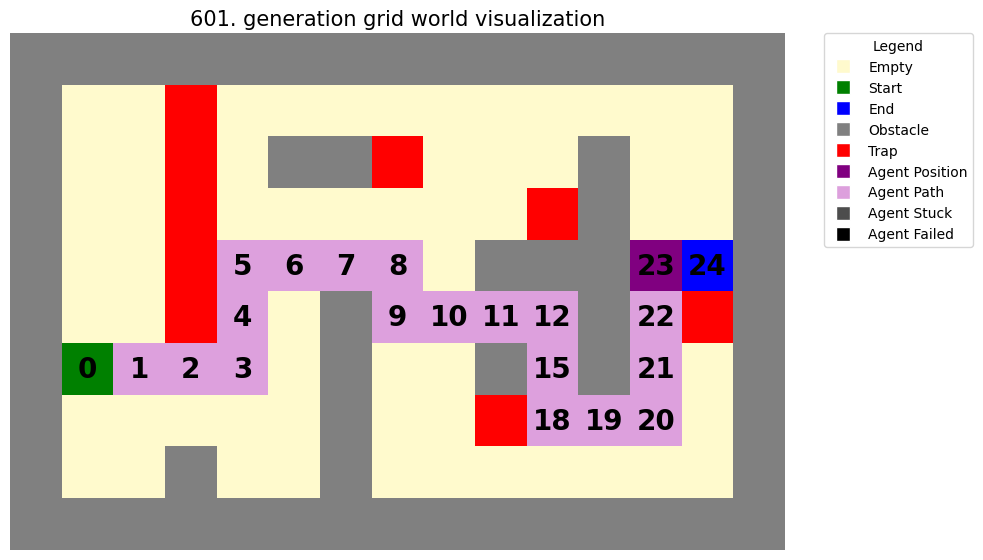 601. generation grid world visualization
Legend
Empty
Start
End
Obstacle
Trap
Agent Position
Agent Path
Agent Stuck
Agent Failed
5 6 7 8 23 24
4 9 10 11 12 22
0 1 2 3 15 21
18 19 20